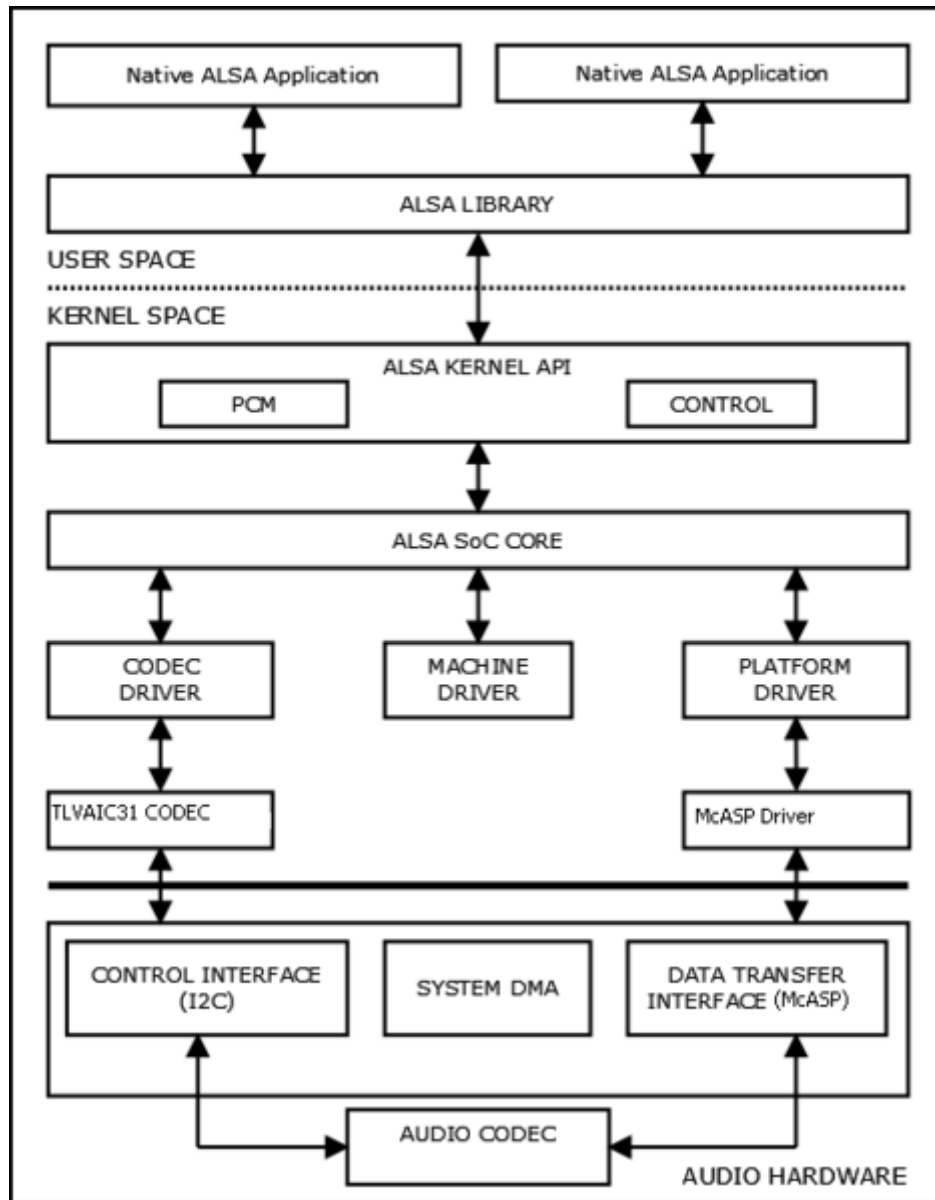 Native ALSA Application
Native ALSA Application
ALSA LIBRARY
USER SPACE
KERNEL SPACE
ALSA KERNEL API
PCM
CONTROL
ALSA SoC CORE
CODEC
DRIVER
MACHINE
DRIVER
PLATFORM
DRIVER
TLVAIC31 CODEC
McASP Driver
CONTROL INTERFACE
(I2C)
SYSTEM DMA
DATA TRANSFER
INTERFACE (McASP)
AUDIO CODEC
AUDIO HARDWARE